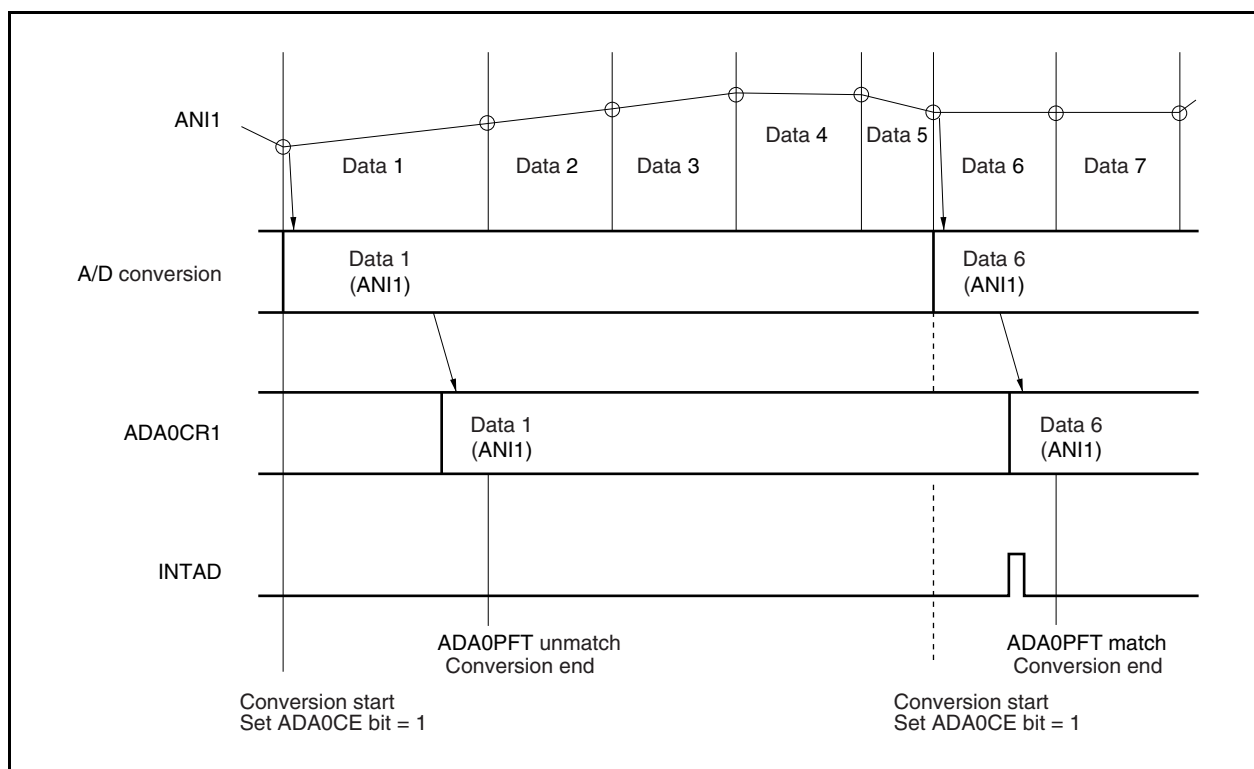 ANI1
Data 1
Data 2
Data 3
Data 4
Data 5
Data 6
Data 7
A/D conversion
Data 1
(ANI1)
Data 6
(ANI1)
ADA0CR1
Data 1
(ANI1)
Data 6
(ANI1)
INTAD
ADA0PFT unmatch
Conversion end
ADA0PFT match
Conversion end
Conversion start
Set ADA0CE bit = 1
Conversion start
Set ADA0CE bit = 1